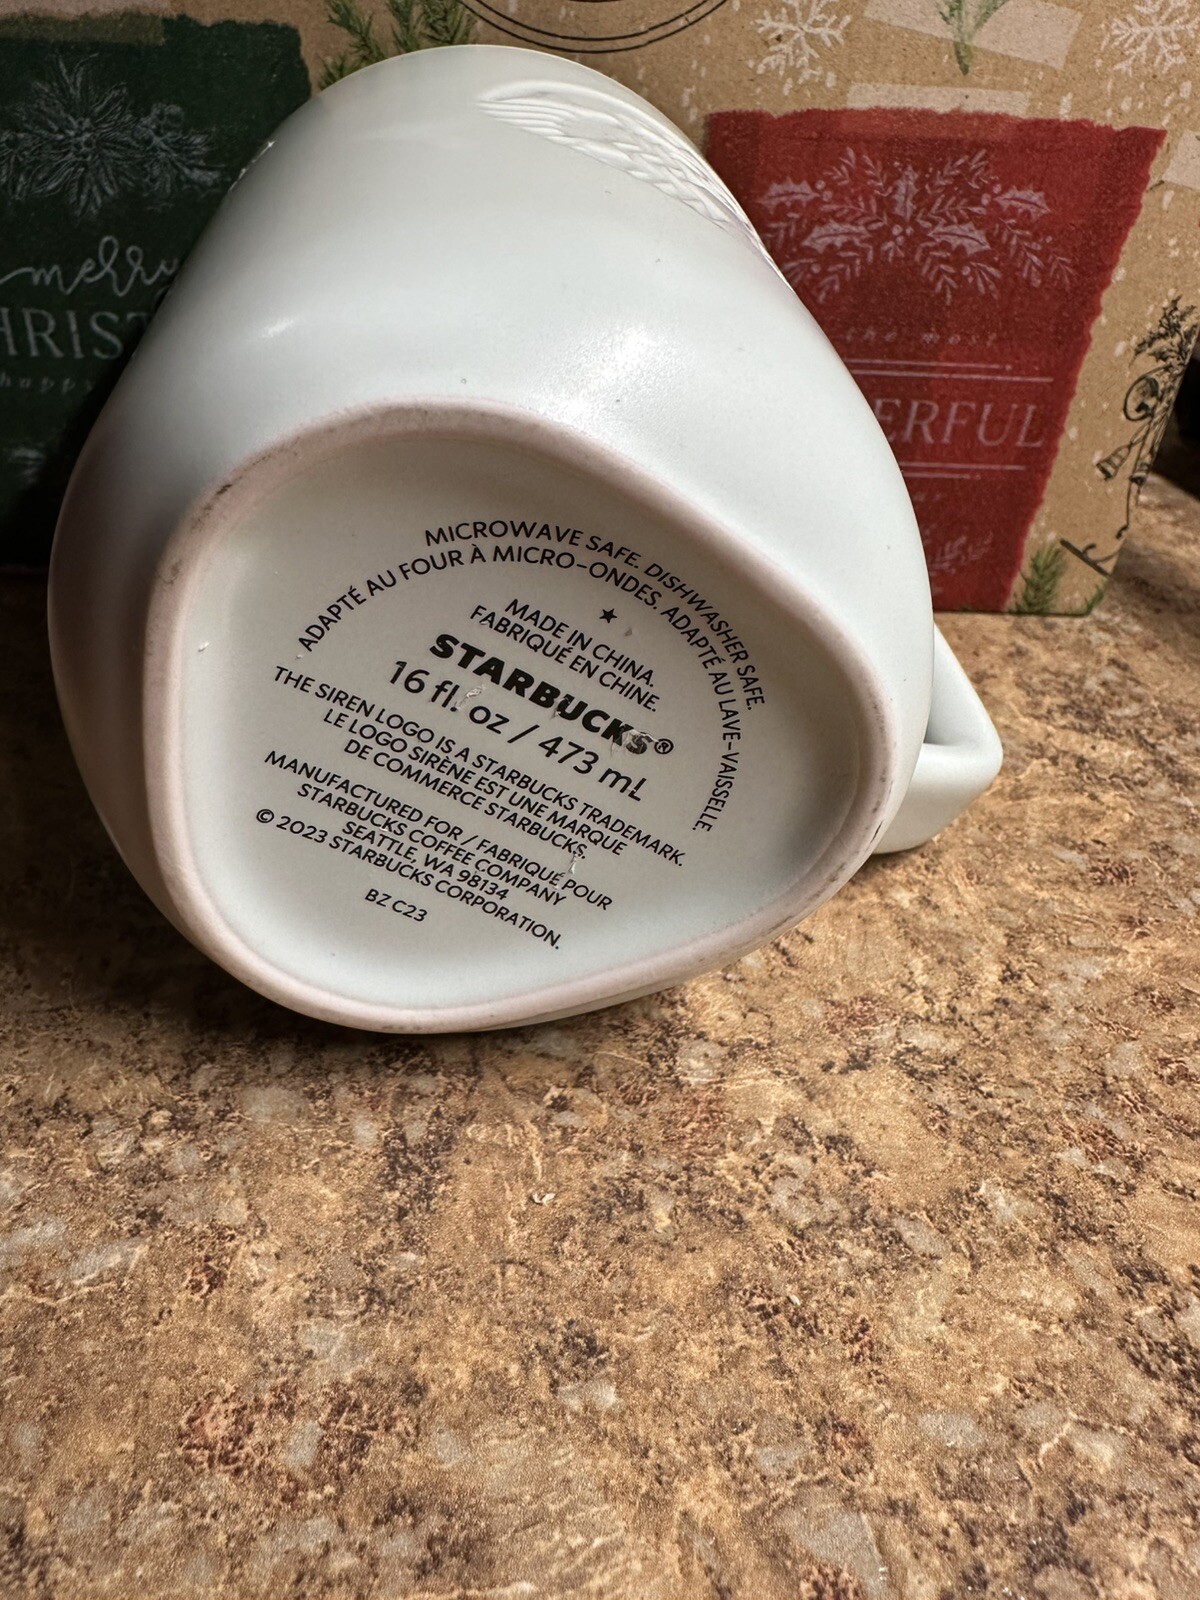 merry
the most
ERFUL
MICROWAVE SAFE. DISHWASHER SAFE.
ADAPTÉ AU FOUR À MICRO-ONDES. ADAPTÉ AU LAVE-VAISSELLE.
★
MADE IN CHINA.
FABRIQUÉ EN CHINE.
STARBUCKS®
16 fl. oz / 473 mL
THE SIREN LOGO IS A STARBUCKS TRADEMARK.
LE LOGO SIRÈNE EST UNE MARQUE
DE COMMERCE STARBUCKS.
MANUFACTURED FOR / FABRIQUÉ POUR
STARBUCKS COFFEE COMPANY
SEATTLE, WA 98134
© 2023 STARBUCKS CORPORATION.
BZ C23